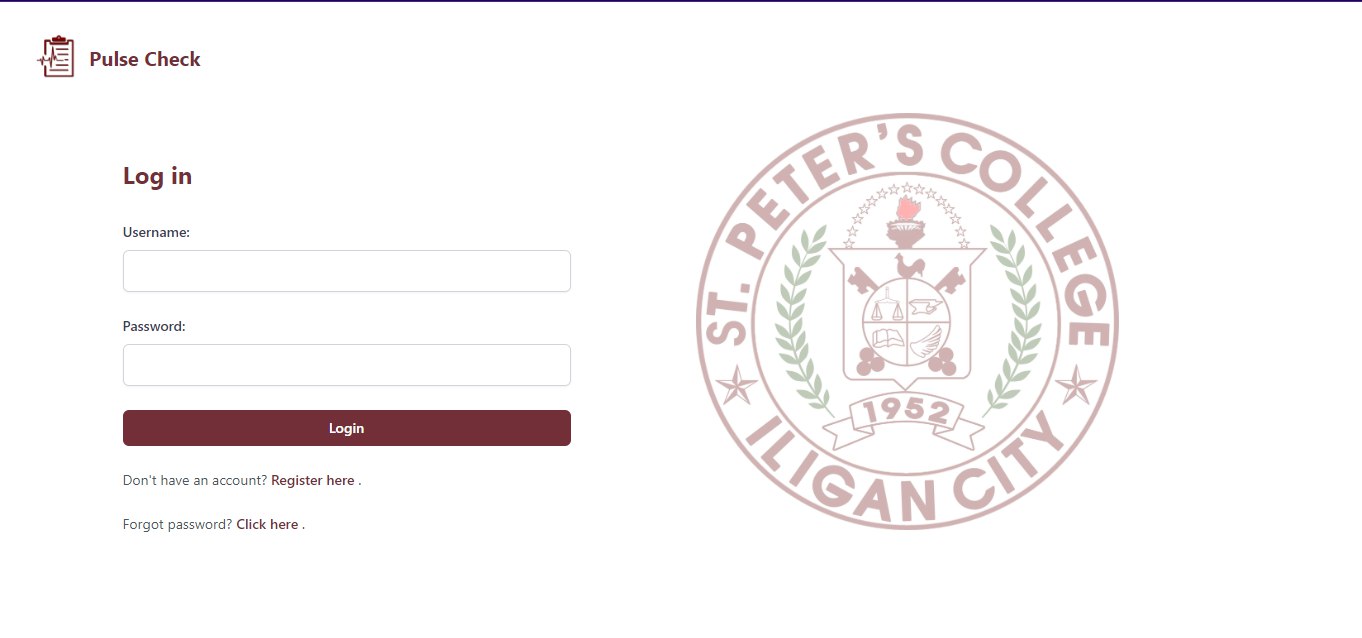 Pulse Check
Log in
Username:
Password:
Login
Don't have an account? Register here .
Forgot password? Click here .
ST. PETER'S COLLEGE
1952
ILIGAN CITY